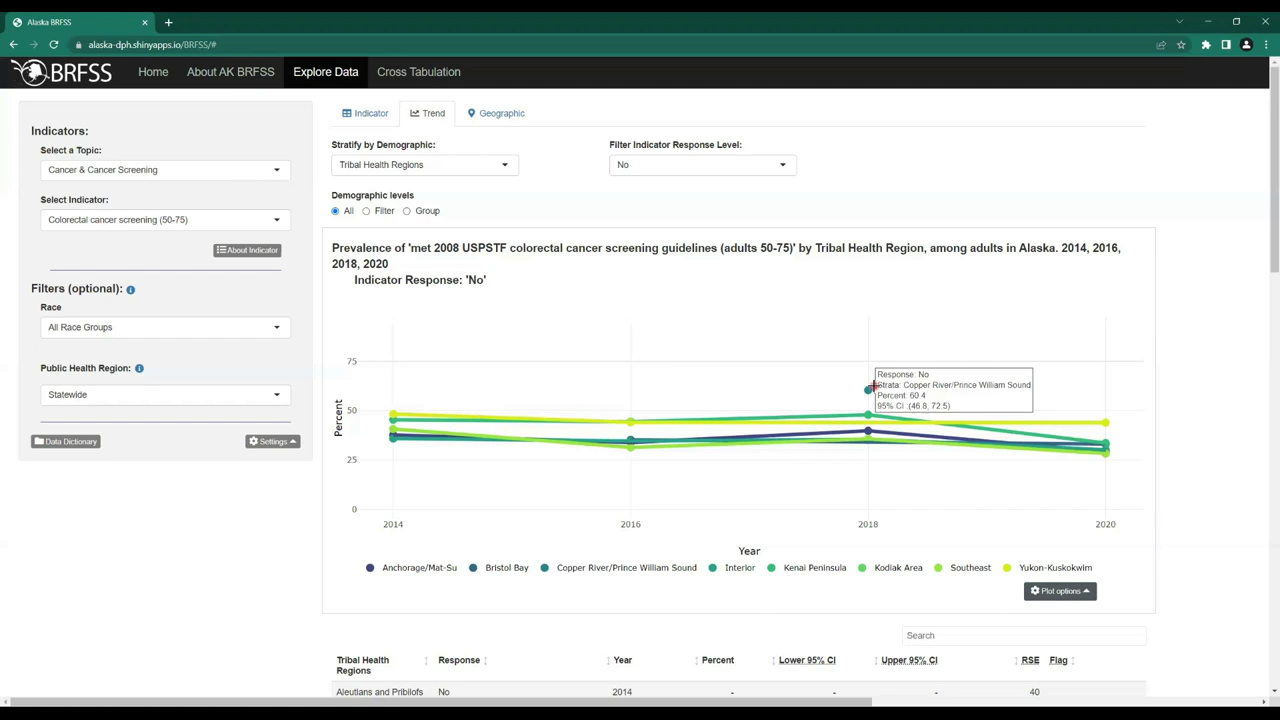 Alaska BRFSS
alaska-dph.shinyapps.io/BRFSS/#
BRFSS
Home
About AK BRFSS
Explore Data
Cross Tabulation
Indicators:
Select a Topic:
Cancer & Cancer Screening
Select Indicator:
Colorectal cancer screening (50-75)
About Indicator
Filters (optional):
Race
All Race Groups
Public Health Region:
Statewide
Data Dictionary
Settings
Indicator
Trend
Geographic
Stratify by Demographic:
Tribal Health Regions
Filter Indicator Response Level:
No
Demographic levels
All Filter Group
Prevalence of 'met 2008 USPSTF colorectal cancer screening guidelines (adults 50-75)' by Tribal Health Region, among adults in Alaska. 2014, 2016,
2018, 2020
Indicator Response: 'No'
Percent
75
50
25
0
Response: No
Strata: Copper River/Prince William Sound
Percent: 60.4
95% CI :(46.8, 72.5)
2014 2016 2018 2020
Year
Anchorage/Mat-Su Bristol Bay Copper River/Prince William Sound Interior Kenai Peninsula Kodiak Area Southeast Yukon-Kuskokwim
Plot options
Search
Tribal Health
Regions
Response Year Percent Lower 95% CI Upper 95% CI RSE Flag
Aleutians and Pribilofs No 2014 - - - 40